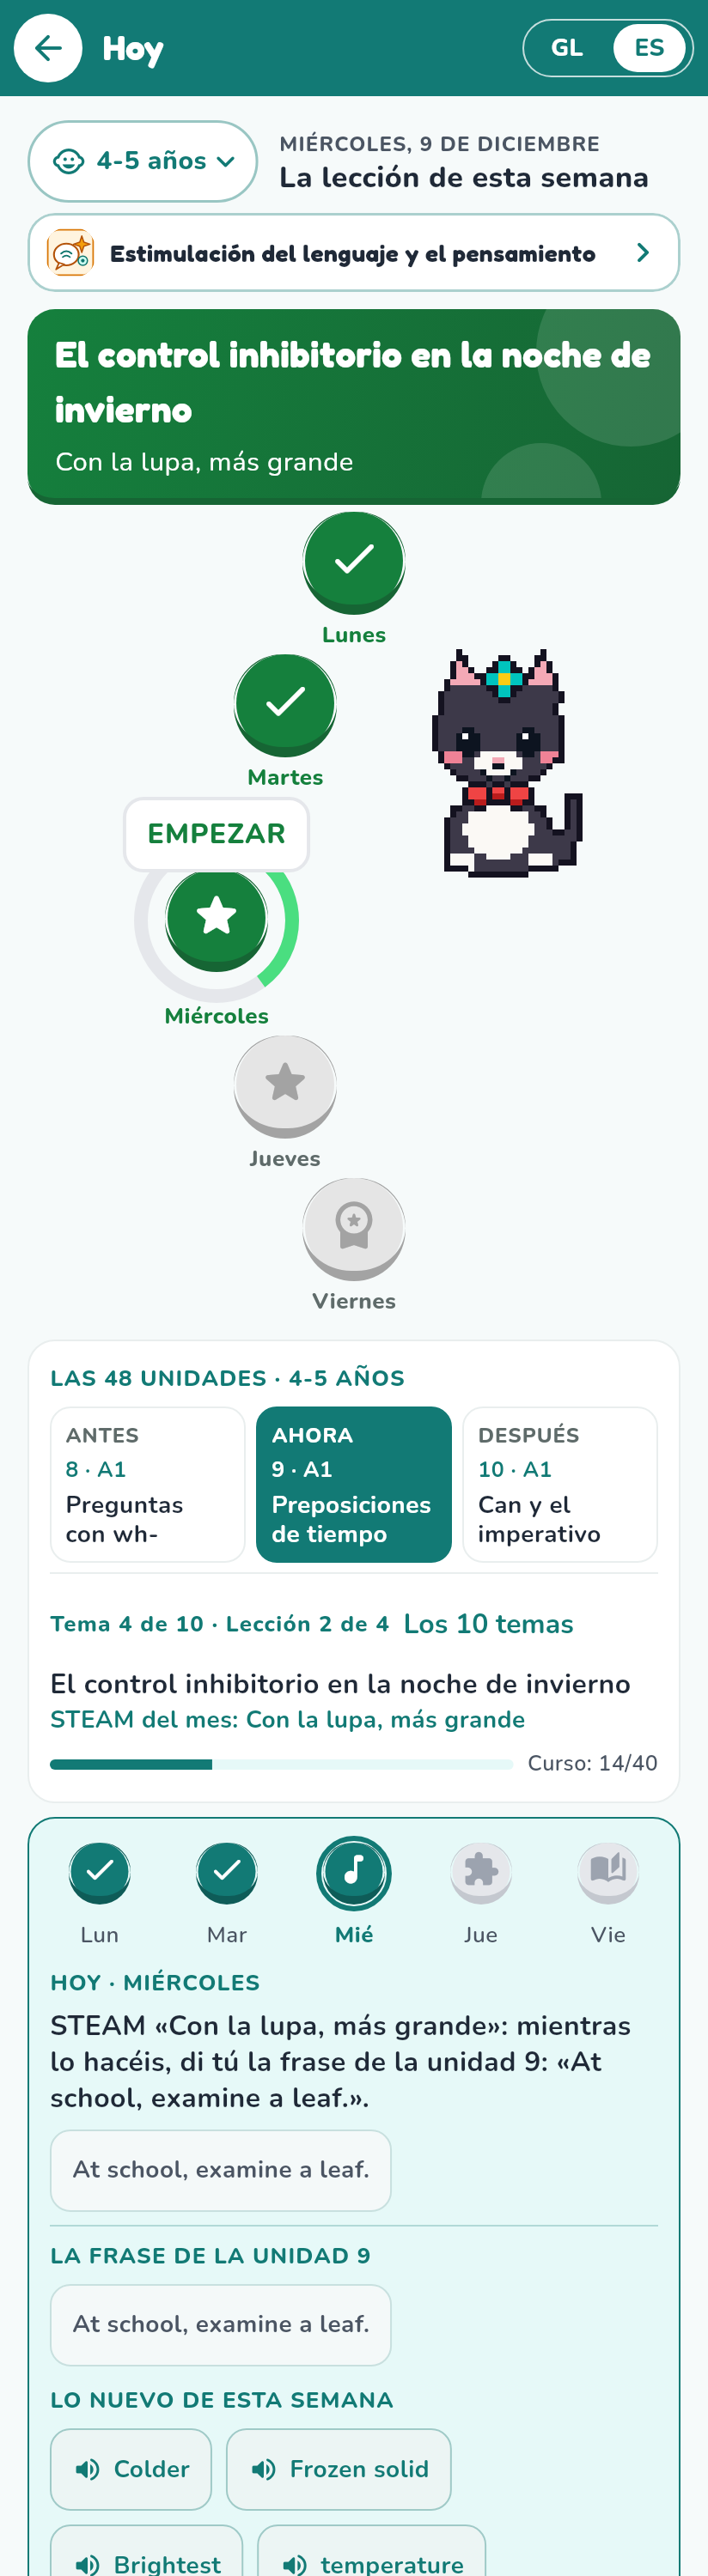 Hoy
GL
ES
4-5 años
MIÉRCOLES, 9 DE DICIEMBRE
La lección de esta semana
Estimulación del lenguaje y el pensamiento
El control inhibitorio en la noche de
invierno
Con la lupa, más grande
Lunes
Martes
EMPEZAR
Miércoles
Jueves
Viernes
LAS 48 UNIDADES · 4-5 AÑOS
ANTES
8 · A1
Preguntas
con wh-
AHORA
9 · A1
Preposiciones
de tiempo
DESPUÉS
10 · A1
Can y el
imperativo
Tema 4 de 10 · Lección 2 de 4 Los 10 temas
El control inhibitorio en la noche de invierno
STEAM del mes: Con la lupa, más grande
Curso: 14/40
Lun
Mar
Mié
Jue
Vie
HOY · MIÉRCOLES
STEAM «Con la lupa, más grande»: mientras
lo hacéis, di tú la frase de la unidad 9: «At
school, examine a leaf.».
At school, examine a leaf.
LA FRASE DE LA UNIDAD 9
At school, examine a leaf.
LO NUEVO DE ESTA SEMANA
Colder
Frozen solid
Brightest
temperature